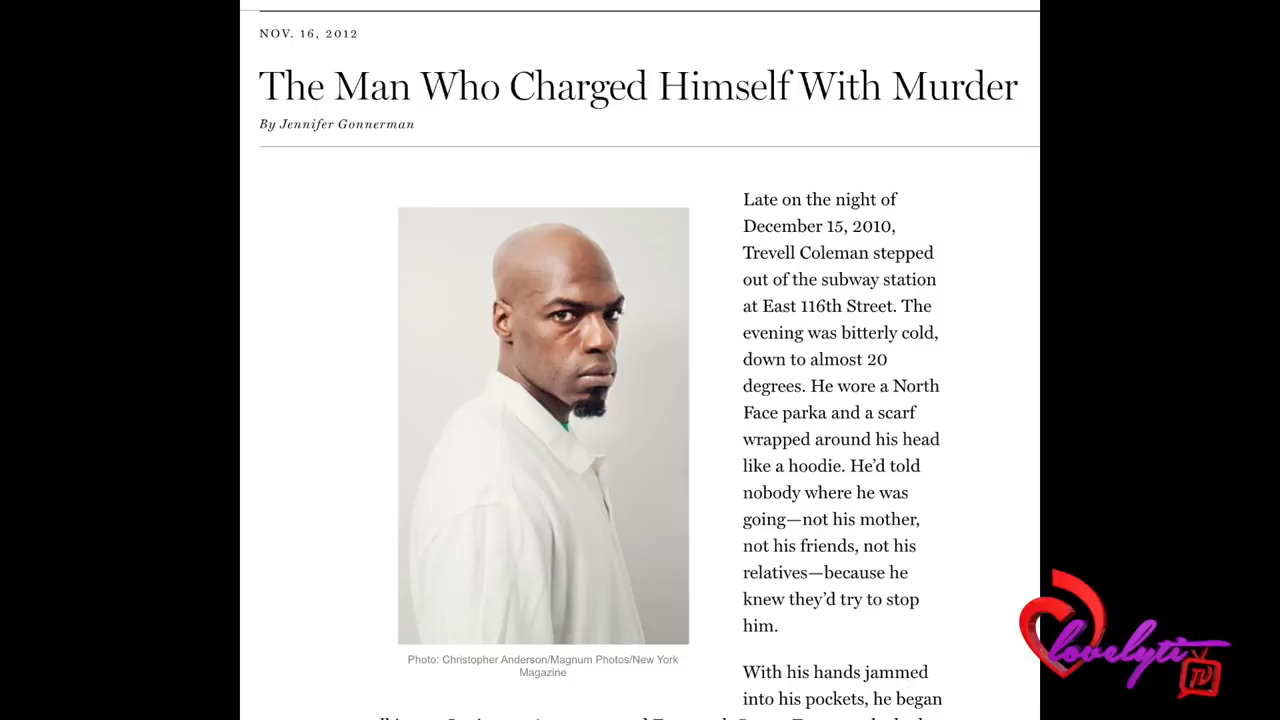 NOV. 16, 2012
The Man Who Charged Himself With Murder
By Jennifer Gonnerman
Late on the night of
December 15, 2010,
Trevell Coleman stepped
out of the subway station
at East 116th Street. The
evening was bitterly cold,
down to almost 20
degrees. He wore a North
Face parka and a scarf
wrapped around his head
like a hoodie. He’d told
nobody where he was
going—not his mother,
not his friends, not his
relatives—because he
knew they’d try to stop
him.
Photo: Christopher Anderson/Magnum Photos/New York
Magazine
With his hands jammed
into his pockets, he began
lovelyti
TV